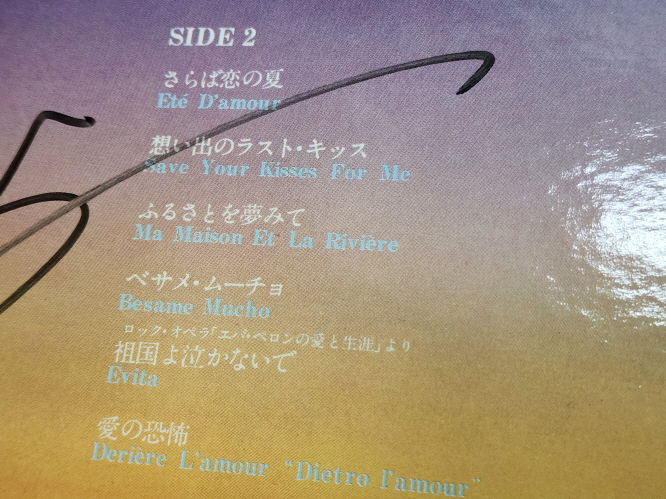 SIDE 2
さらば恋の夏
Eté D'amour
想い出のラスト・キッス
Save Your Kisses For Me
ふるさとを夢みて
Ma Maison Et La Rivière
ベサメ・ムーチョ
Besame Mucho
ロック・オペラ「エバ・ペロンの愛と生涯」より
祖国よ泣かないで
Evita
愛の恐怖
Derière L'amour “Dietro l'amour”